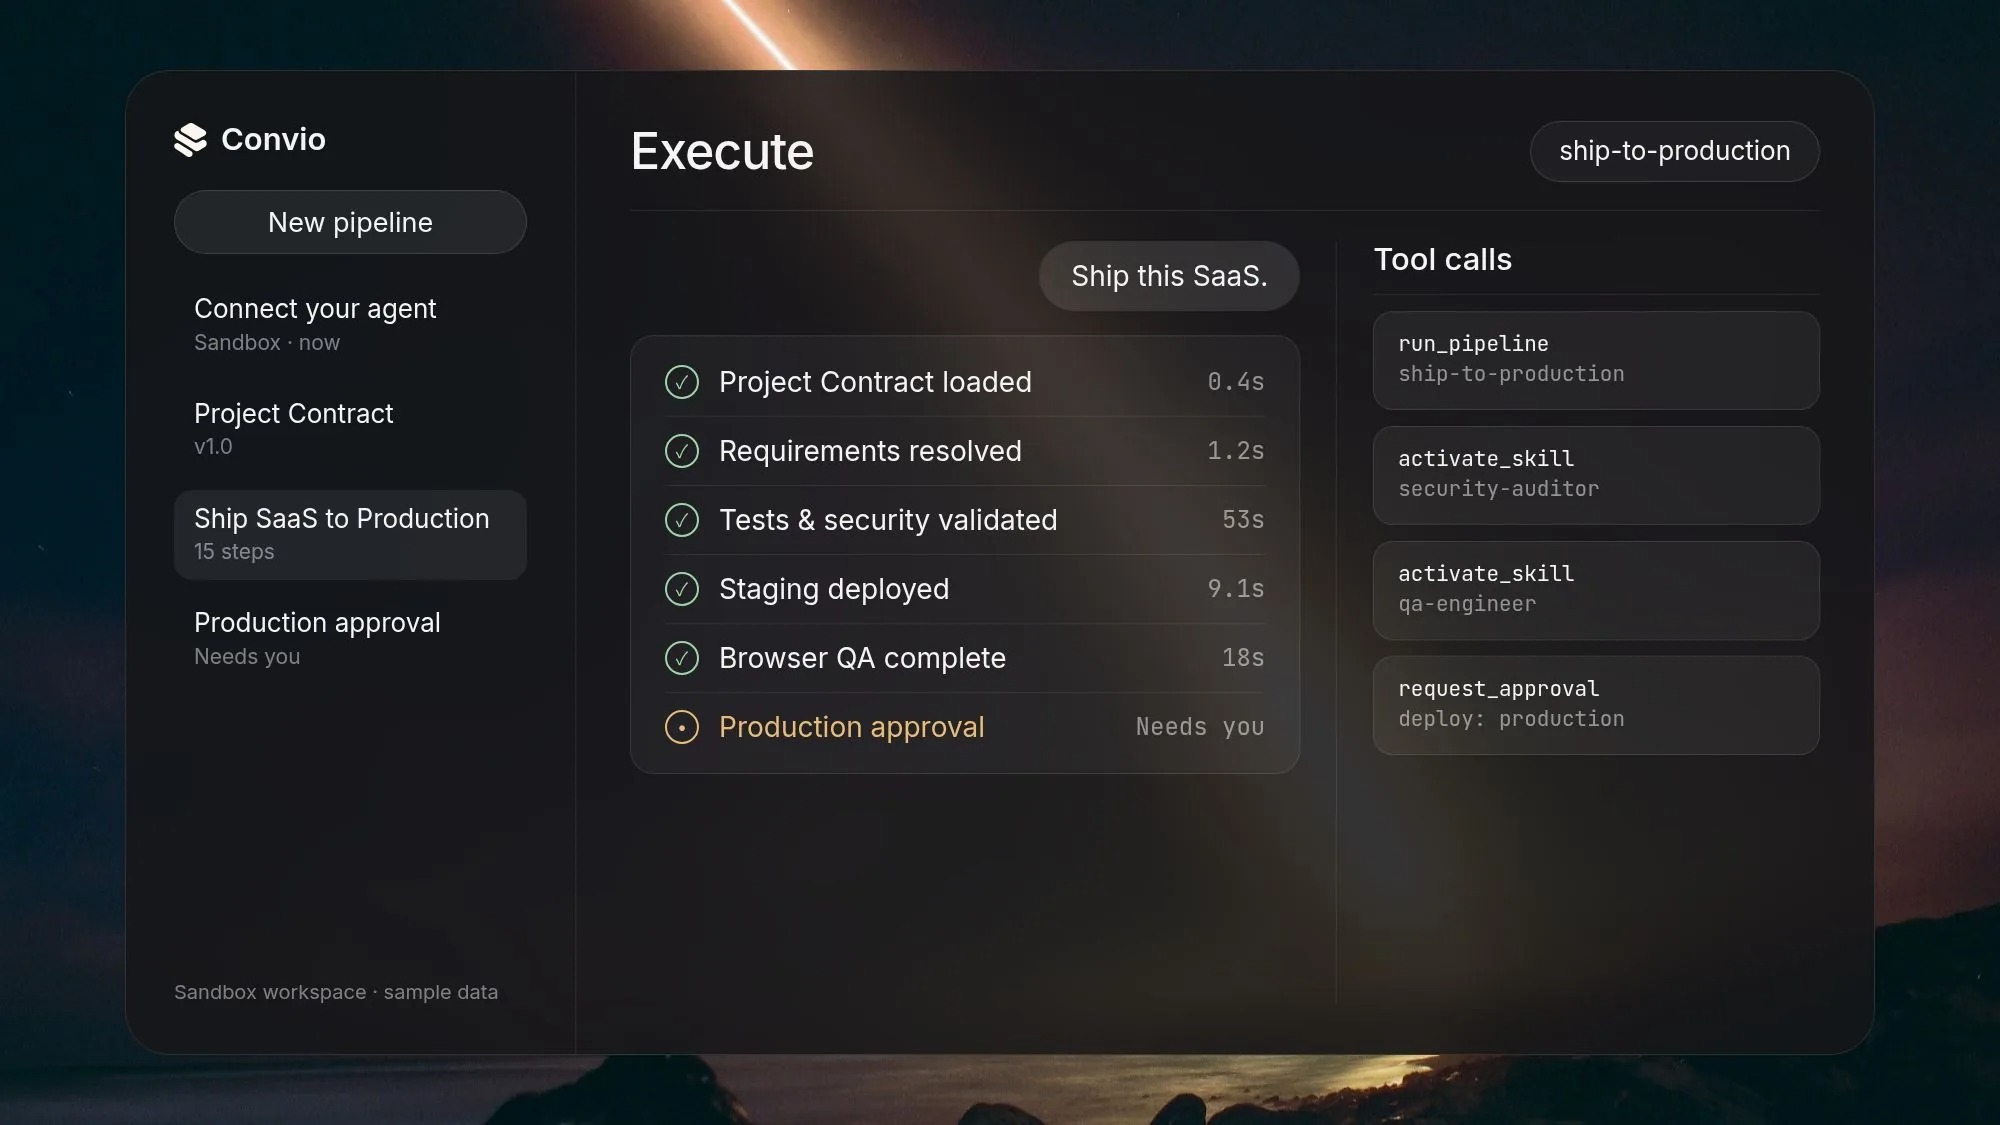 Convio
New pipeline
Connect your agent
Sandbox · now
Project Contract
v1.0
Ship SaaS to Production
15 steps
Production approval
Needs you
Sandbox workspace · sample data
Execute
ship-to-production
Ship this SaaS.
Project Contract loaded 0.4s
Requirements resolved 1.2s
Tests & security validated 53s
Staging deployed 9.1s
Browser QA complete 18s
Production approval Needs you
Tool calls
run_pipeline
ship-to-production
activate_skill
security-auditor
activate_skill
qa-engineer
request_approval
deploy: production